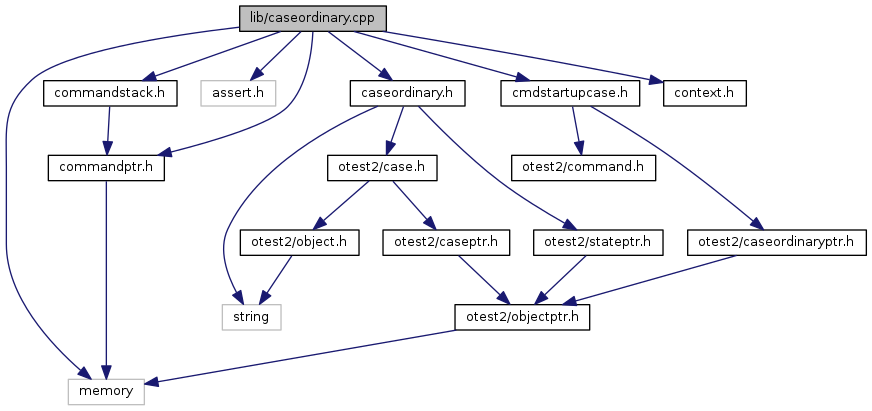 lib/caseordinary.cpp
commandstack.h
assert.h
caseordinary.h
cmdstartupcase.h
context.h
commandptr.h
otest2/case.h
otest2/command.h
otest2/object.h
otest2/caseptr.h
otest2/stateptr.h
otest2/caseordinaryptr.h
string
otest2/objectptr.h
memory